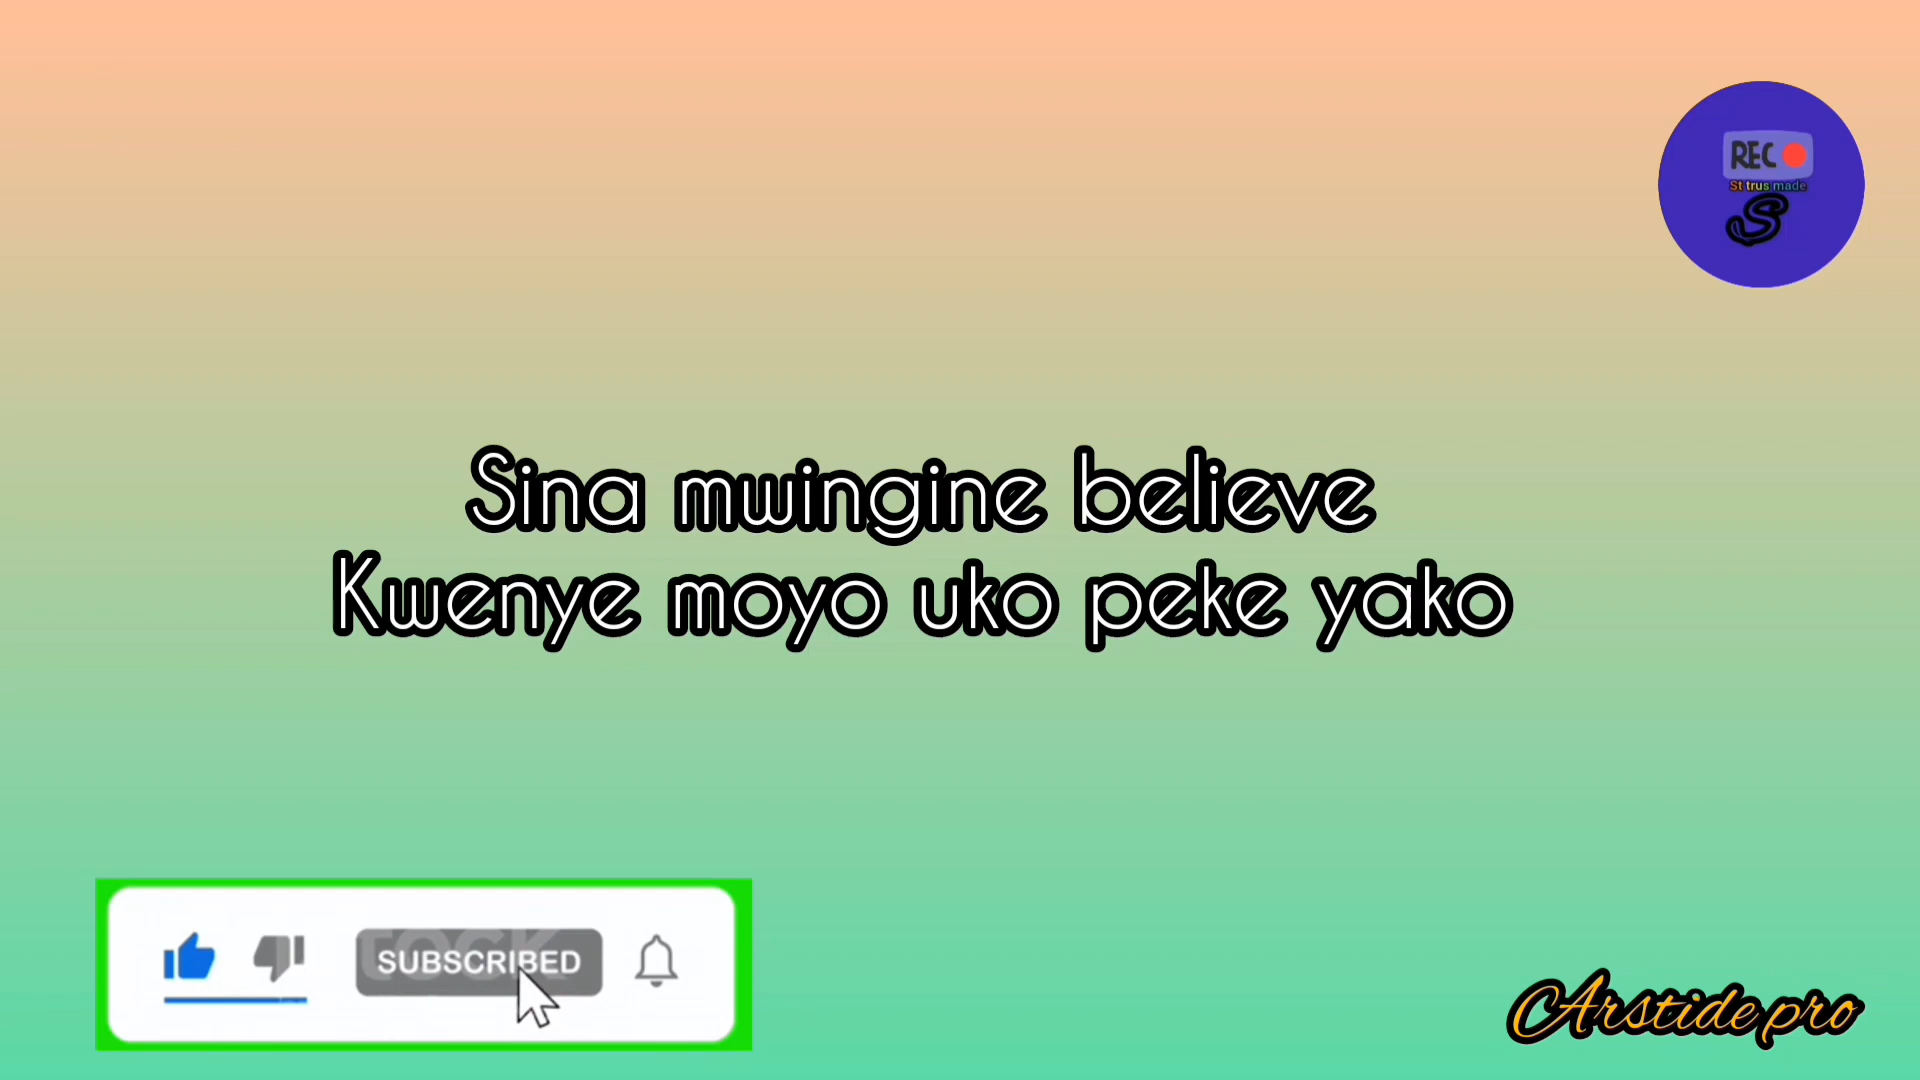 REC
St trus made
S
Sina mwingine believe
Kwenye moyo uko peke yako
SUBSCRIBED
Arstide pro